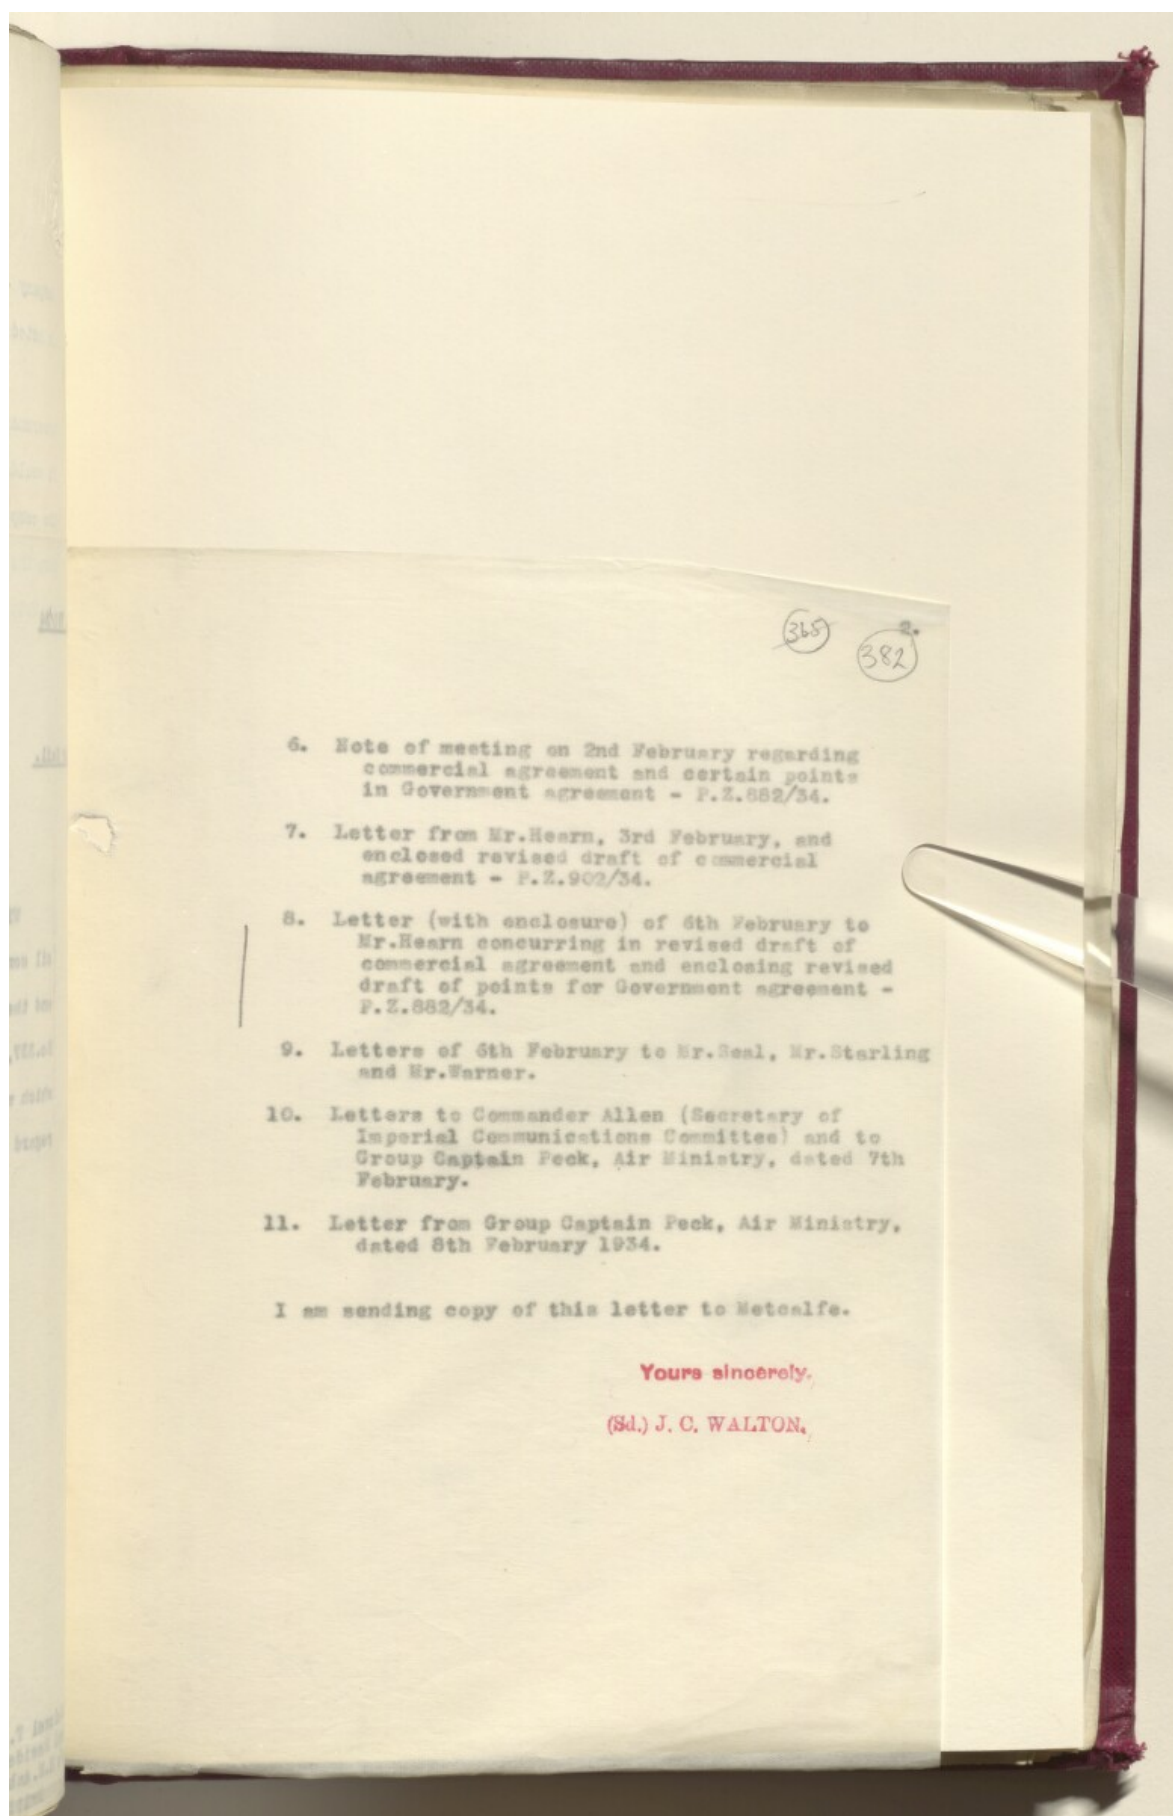 365
2.
382
6. Note of meeting on 2nd February regarding
commercial agreement and certain points
in Government agreement - P.Z.882/34.
7. Letter from Mr.Hearn, 3rd February, and
enclosed revised draft of commercial
agreement - P.Z.902/34.
8. Letter (with enclosure) of 6th February to
Mr.Hearn concurring in revised draft of
commercial agreement and enclosing revised
draft of points for Government agreement -
P.Z.882/34.
9. Letters of 6th February to Mr.Seal, Mr.Starling
and Mr.Warner.
10. Letters to Commander Allen (Secretary of
Imperial Communications Committee) and to
Group Captain Peck, Air Ministry, dated 7th
February.
11. Letter from Group Captain Peck, Air Ministry,
dated 8th February 1934.
I am sending copy of this letter to Metcalfe.
Yours sincerely,
(Sd.) J. C. WALTON.